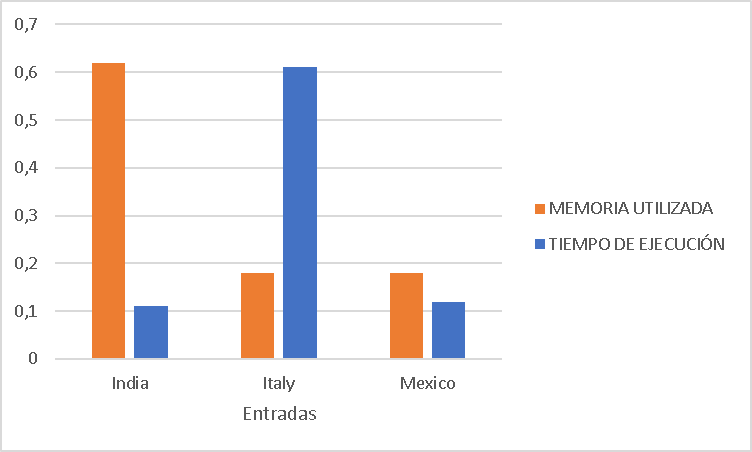 0,7
0,6
0,5
0,4
0,3
0,2
0,1
0
India Italy Mexico
Entradas
MEMORIA UTILIZADA
TIEMPO DE EJECUCIÓN